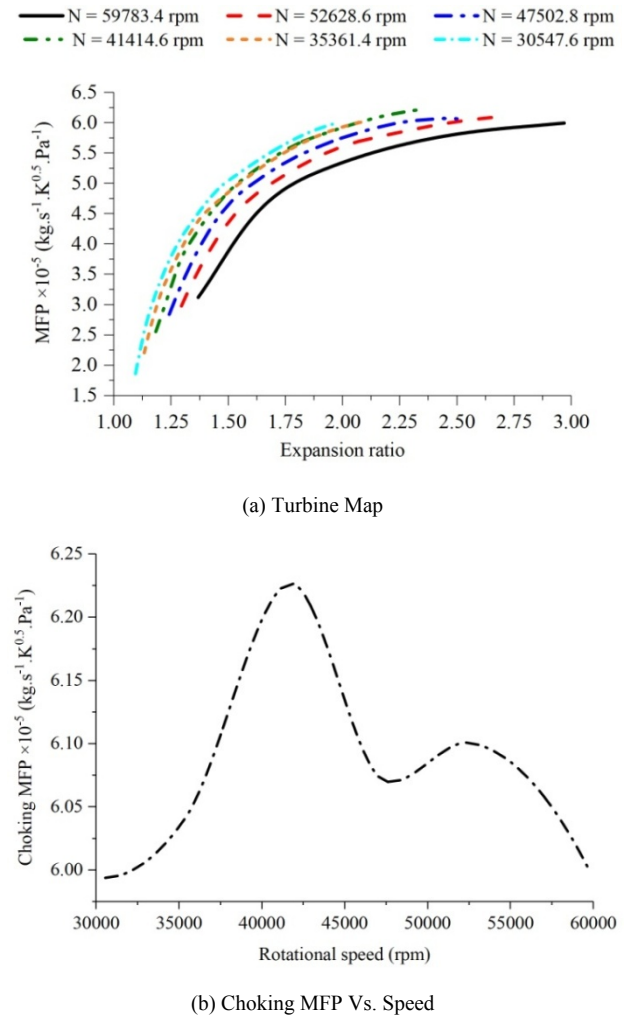 N = 59783.4 rpm N = 52628.6 rpm N = 47502.8 rpm
N = 41414.6 rpm N = 35361.4 rpm N = 30547.6 rpm
MFP ×10⁻⁵ (kg.s⁻¹.K⁰·⁵.Pa⁻¹)
6.5
6.0
5.5
5.0
4.5
4.0
3.5
3.0
2.5
2.0
1.5
1.00 1.25 1.50 1.75 2.00 2.25 2.50 2.75 3.00
Expansion ratio
(a) Turbine Map
Choking MFP ×10⁻⁵ (kg.s⁻¹.K⁰·⁵.Pa⁻¹)
6.25
6.20
6.15
6.10
6.05
6.00
30000 35000 40000 45000 50000 55000 60000
Rotational speed (rpm)
(b) Choking MFP Vs. Speed